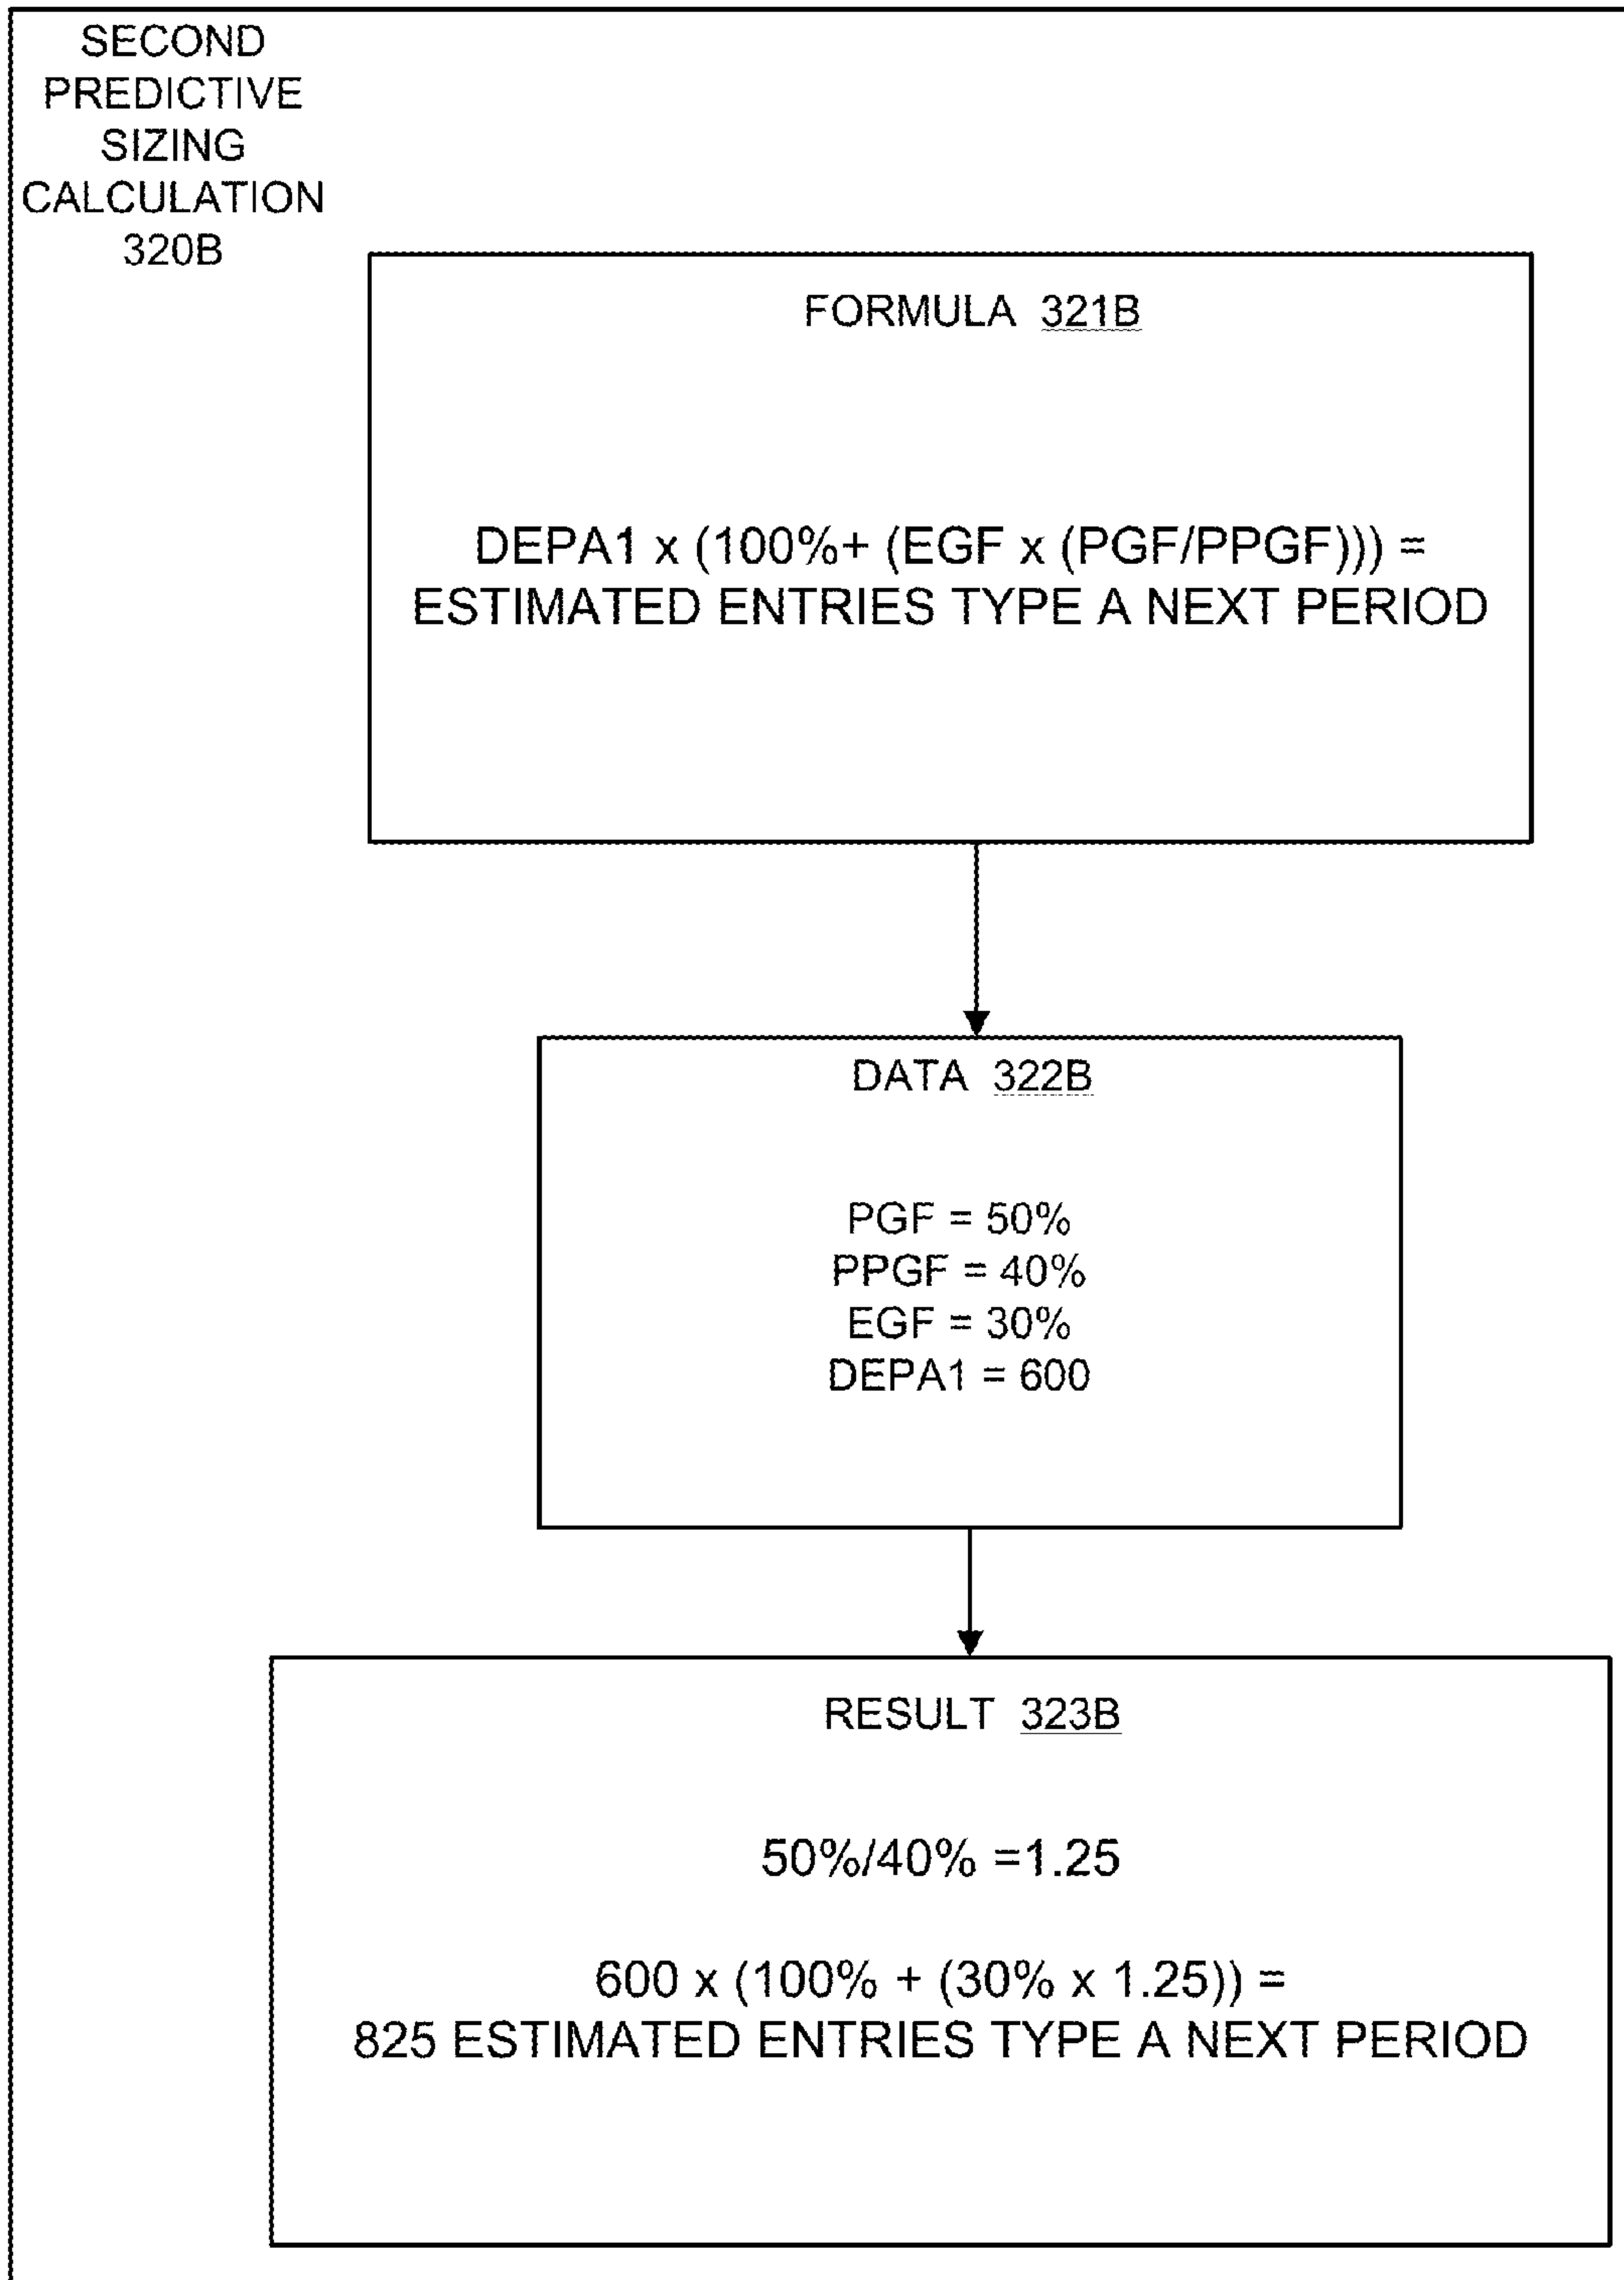 SECOND
PREDICTIVE
SIZING
CALCULATION
320B
FORMULA 321B
DEPA1 x (100%+ (EGF x (PGF/PPGF))) =
ESTIMATED ENTRIES TYPE A NEXT PERIOD
DATA 322B
PGF = 50%
PPGF = 40%
EGF = 30%
DEPA1 = 600
RESULT 323B
50%/40% =1.25
600 x (100% + (30% x 1.25)) =
825 ESTIMATED ENTRIES TYPE A NEXT PERIOD